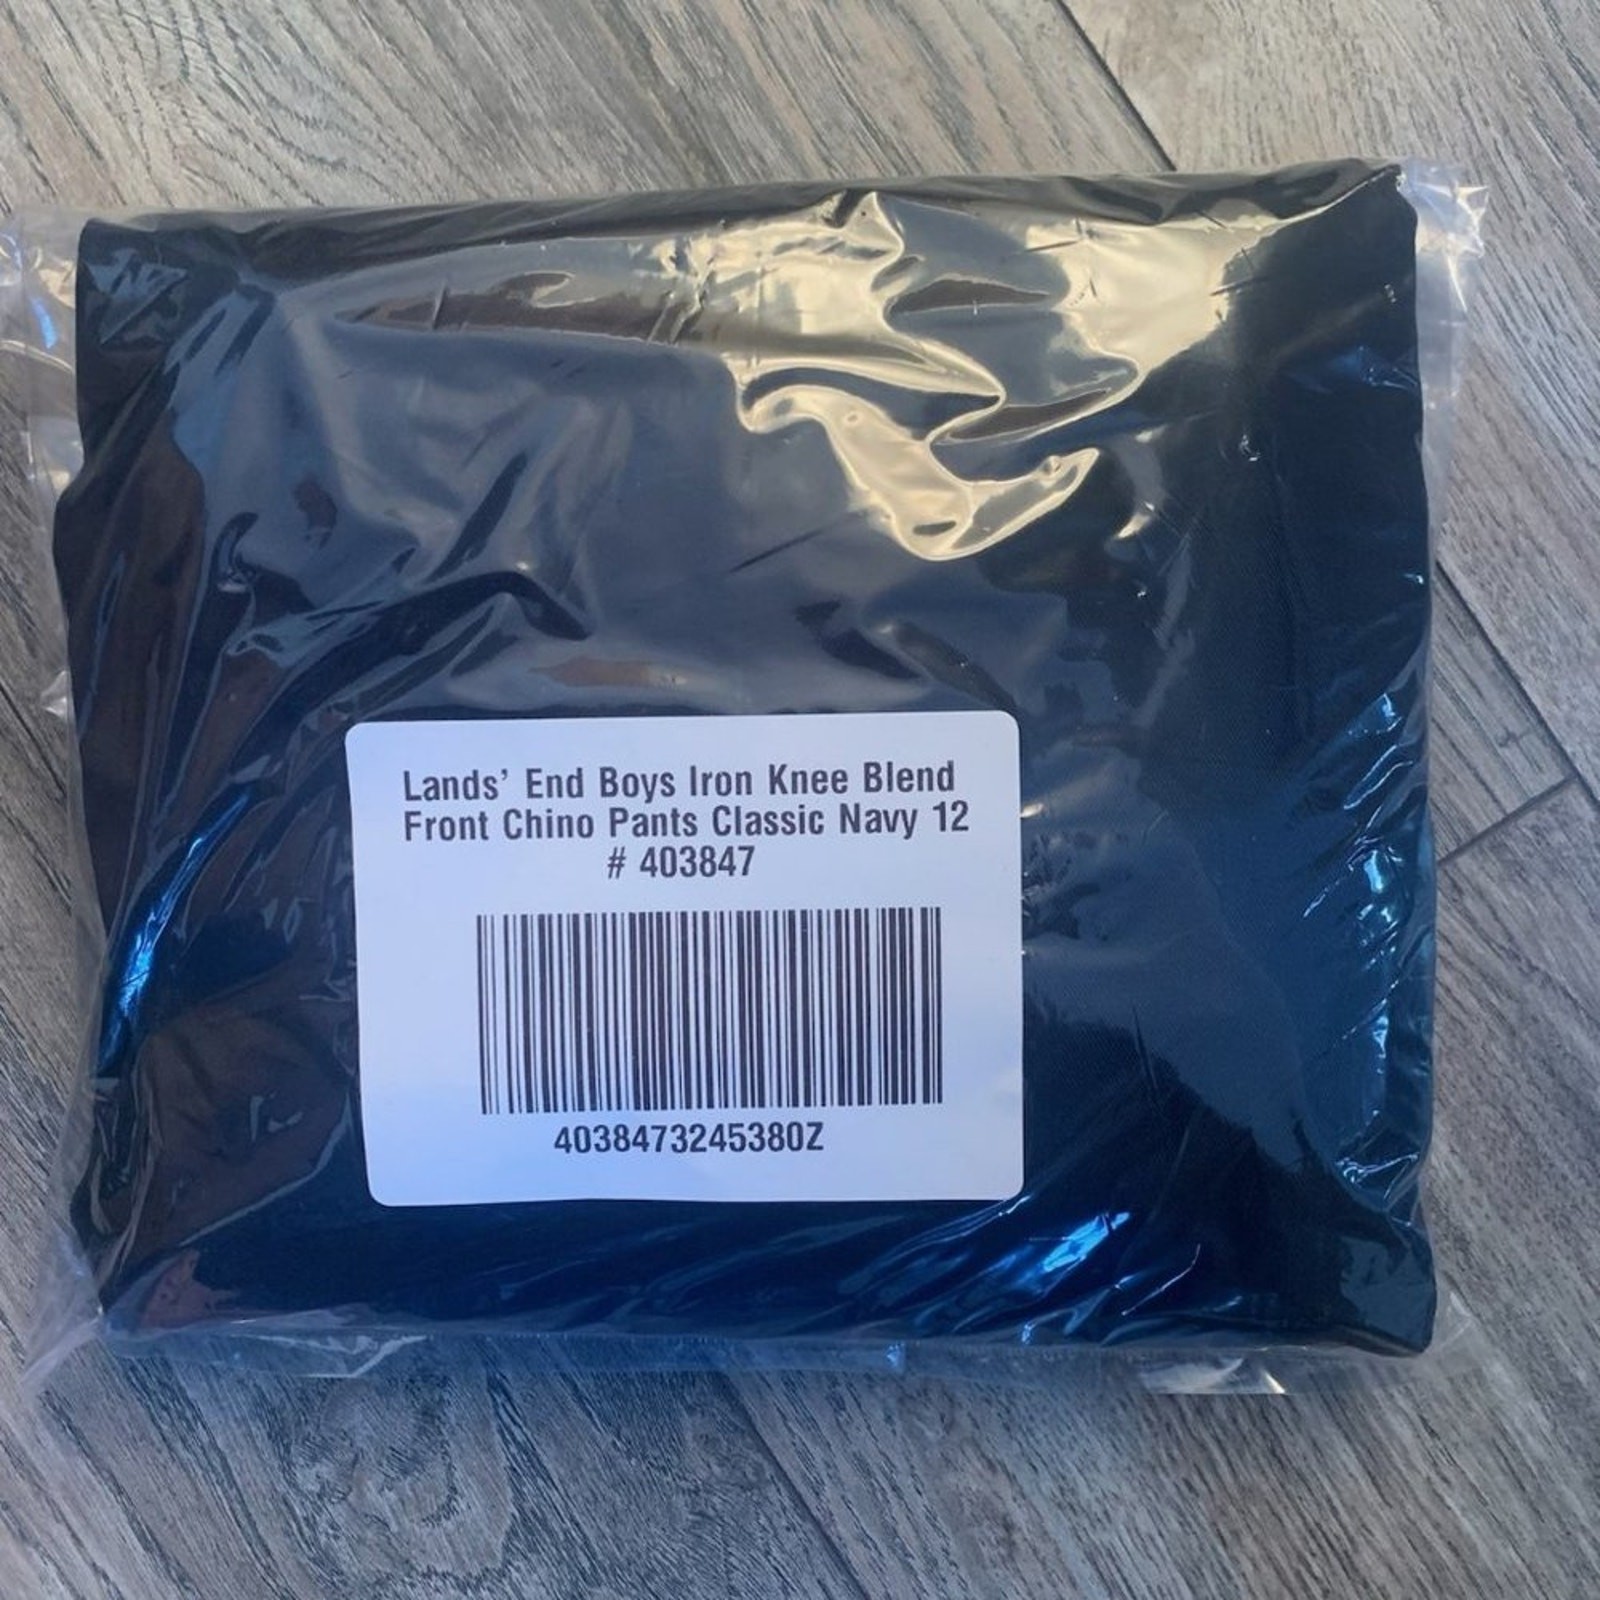 Lands’ End Boys Iron Knee Blend
Front Chino Pants Classic Navy 12
# 403847
4038473245380Z